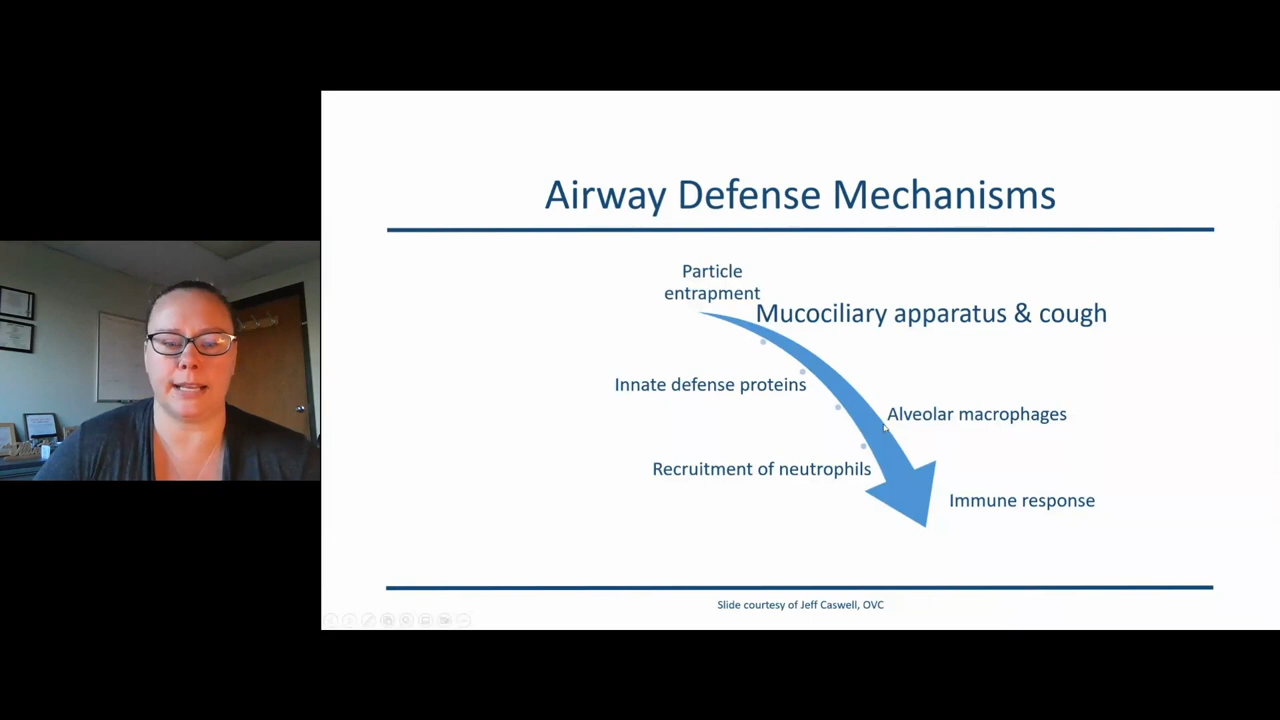 Airway Defense Mechanisms
Particle
entrapment
Mucociliary apparatus & cough
Innate defense proteins
Alveolar macrophages
Recruitment of neutrophils
Immune response
Slide courtesy of Jeff Caswell, OVC